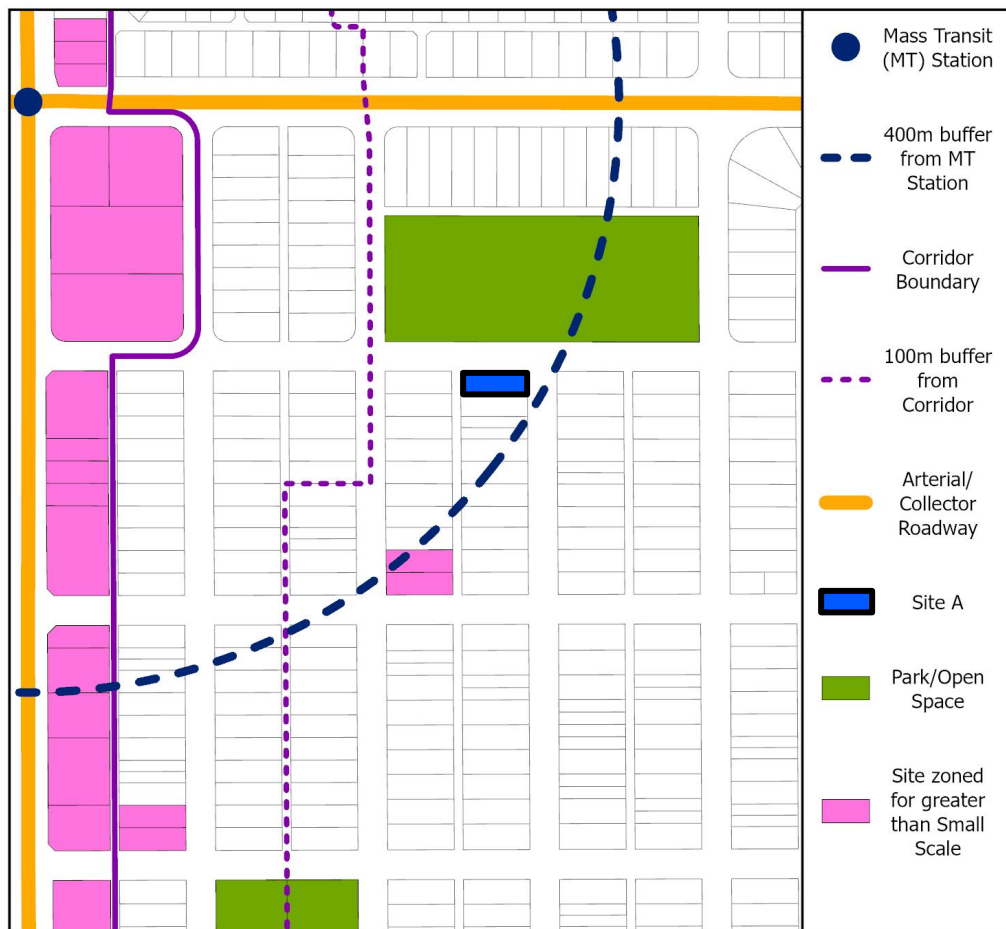 Mass Transit
(MT) Station
400m buffer
from MT
Station
Corridor
Boundary
100m buffer
from
Corridor
Arterial/
Collector
Roadway
Site A
Park/Open
Space
Site zoned
for greater
than Small
Scale